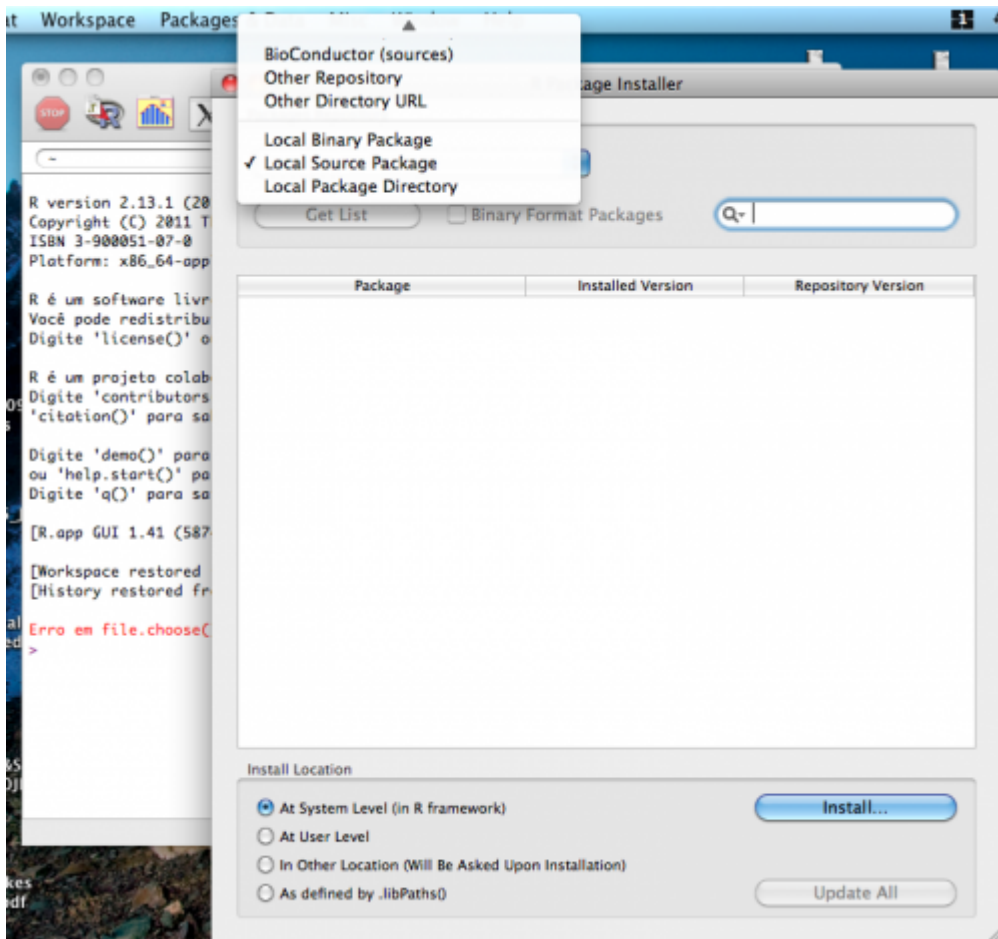 Workspace Packages
BioConductor (sources)
Other Repository
Other Directory URL
Local Binary Package
✓ Local Source Package
Local Package Directory
Package Installer
STOP
~
Get List
Binary Format Packages
Q
Package Installed Version Repository Version
R version 2.13.1 (20
Copyright (C) 2011 T
ISBN 3-900051-07-0
Platform: x86_64-app
R é um software livr
Você pode redistribu
Digite 'license()' o
R é um projeto colab
Digite 'contributors
'citation()' para sa
Digite 'demo()' para
ou 'help.start()' pa
Digite 'q()' para sa
[R.app GUI 1.41 (587
[Workspace restored
[History restored fr
Erro em file.choose(
>
Install Location
At System Level (in R framework)
At User Level
In Other Location (Will Be Asked Upon Installation)
As defined by .libPaths()
Install...
Update All